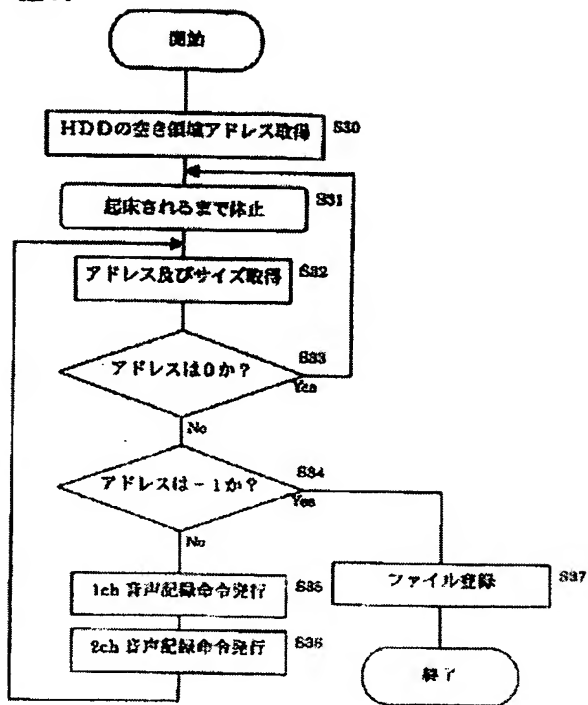 開始
HDDの空き領域アドレス取得 S30
起床されるまで休止 S31
アドレス及びサイズ取得 S32
アドレスは0か? S33
Yes
No
アドレスは-1か? S34
Yes
No
1ch 音声記録命令発行 S35
ファイル登録 S37
2ch 音声記録命令発行 S36
終了